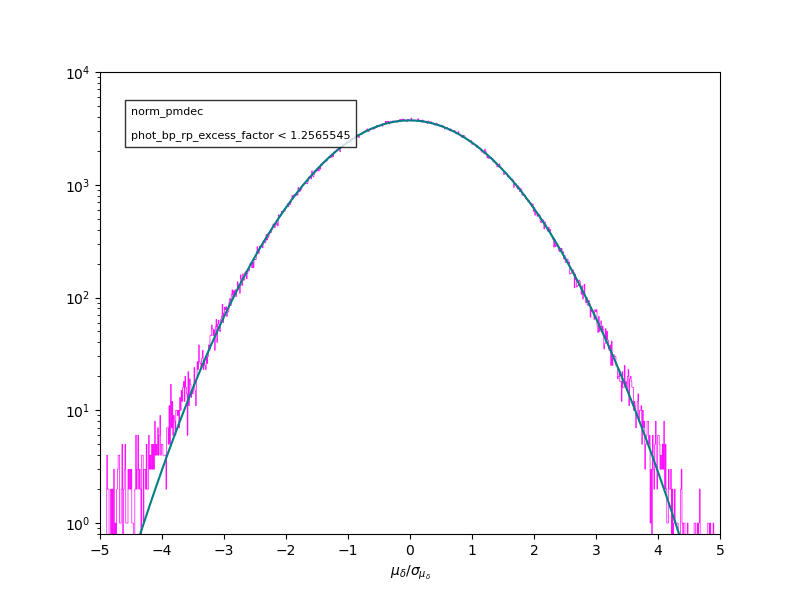 norm_pmdec
phot_bp_rp_excess_factor < 1.2565545
10⁴
10³
10²
10¹
10⁰
−5 −4 −3 −2 −1 0 1 2 3 4 5
μδ/σμδ